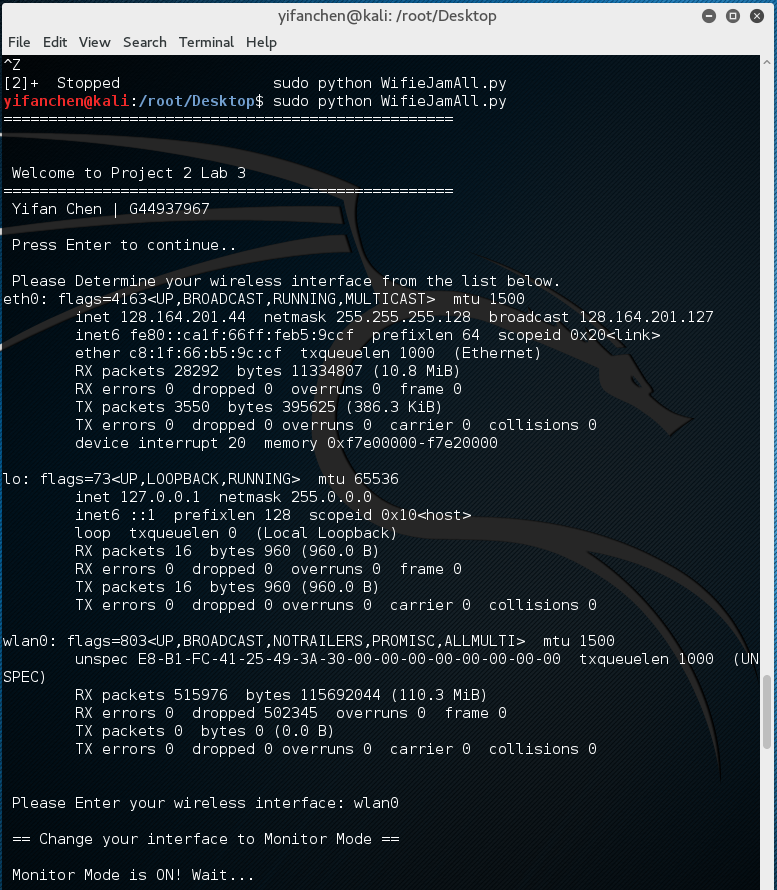 yifanchen@kali: /root/Desktop
File Edit View Search Terminal Help
^Z
[2]+  Stopped                 sudo python WifieJamAll.py
yifanchen@kali:/root/Desktop$ sudo python WifieJamAll.py
==================================================
 Welcome to Project 2 Lab 3
==================================================
 Yifan Chen | G44937967
 Press Enter to continue..
 Please Determine your wireless interface from the list below.
eth0: flags=4163<UP,BROADCAST,RUNNING,MULTICAST>  mtu 1500
        inet 128.164.201.44  netmask 255.255.255.128  broadcast 128.164.201.127
        inet6 fe80::ca1f:66ff:feb5:9ccf  prefixlen 64  scopeid 0x20<link>
        ether c8:1f:66:b5:9c:cf  txqueuelen 1000  (Ethernet)
        RX packets 28292  bytes 11334807 (10.8 MiB)
        RX errors 0  dropped 0  overruns 0  frame 0
        TX packets 3550  bytes 395625 (386.3 KiB)
        TX errors 0  dropped 0 overruns 0  carrier 0  collisions 0
        device interrupt 20  memory 0xf7e00000-f7e20000
lo: flags=73<UP,LOOPBACK,RUNNING>  mtu 65536
        inet 127.0.0.1  netmask 255.0.0.0
        inet6 ::1  prefixlen 128  scopeid 0x10<host>
        loop  txqueuelen 0  (Local Loopback)
        RX packets 16  bytes 960 (960.0 B)
        RX errors 0  dropped 0  overruns 0  frame 0
        TX packets 16  bytes 960 (960.0 B)
        TX errors 0  dropped 0 overruns 0  carrier 0  collisions 0
wlan0: flags=803<UP,BROADCAST,NOTRAILERS,PROMISC,ALLMULTI>  mtu 1500
        unspec E8-B1-FC-41-25-49-3A-30-00-00-00-00-00-00-00-00  txqueuelen 1000  (UN
SPEC)
        RX packets 515976  bytes 115692044 (110.3 MiB)
        RX errors 0  dropped 502345  overruns 0  frame 0
        TX packets 0  bytes 0 (0.0 B)
        TX errors 0  dropped 0 overruns 0  carrier 0  collisions 0
 Please Enter your wireless interface: wlan0
 == Change your interface to Monitor Mode ==
 Monitor Mode is ON! Wait...